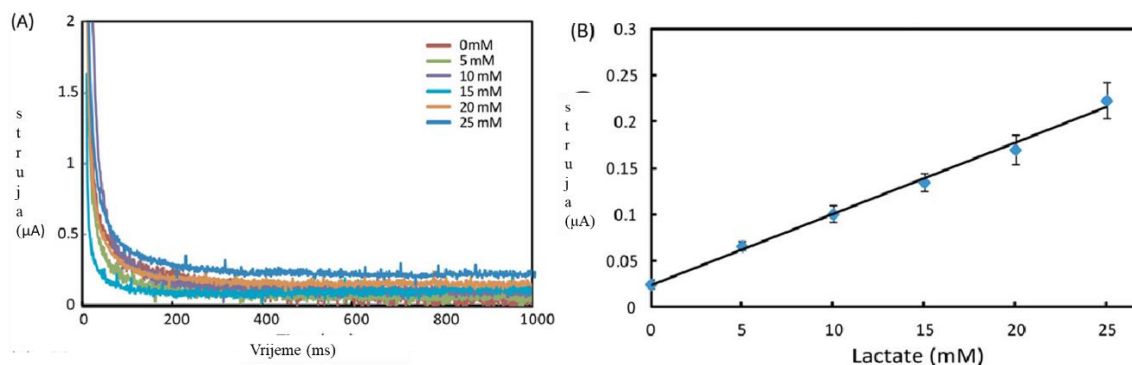 (A)
2
1.5
1
0.5
0
struja
(μA)
0mM
5 mM
10 mM
15 mM
20 mM
25 mM
0
200
400
600
800
1000
Vrijeme (ms)
(B)
0.3
0.25
0.2
0.15
0.1
0.05
0
struja
(μA)
0
5
10
15
20
25
Lactate (mM)